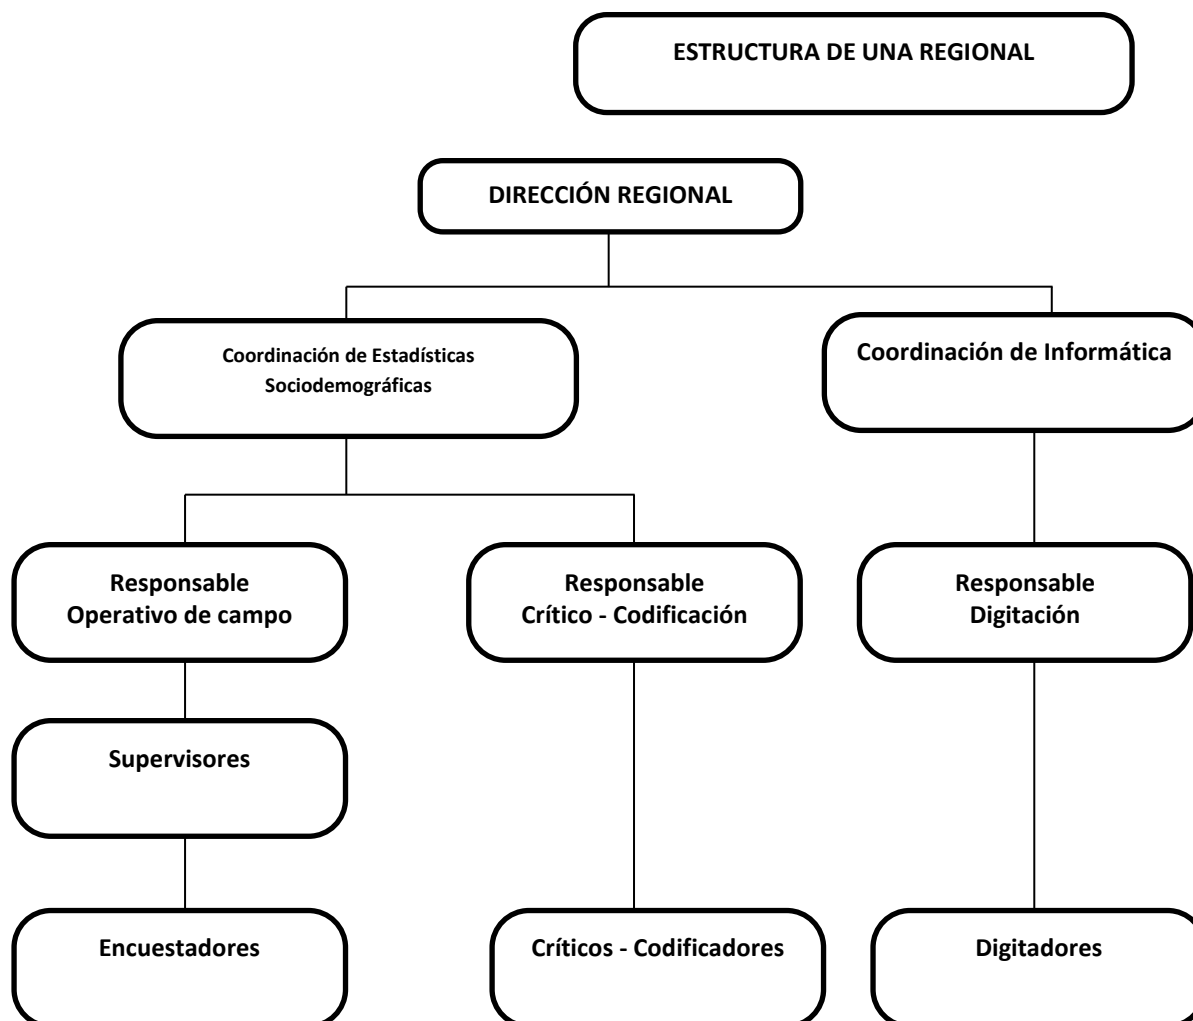 ESTRUCTURA DE UNA REGIONAL
DIRECCIÓN REGIONAL
Coordinación de Estadísticas
Sociodemográficas
Coordinación de Informática
Responsable
Operativo de campo
Responsable
Crítico - Codificación
Responsable
Digitación
Supervisores
Encuestadores
Críticos - Codificadores
Digitadores